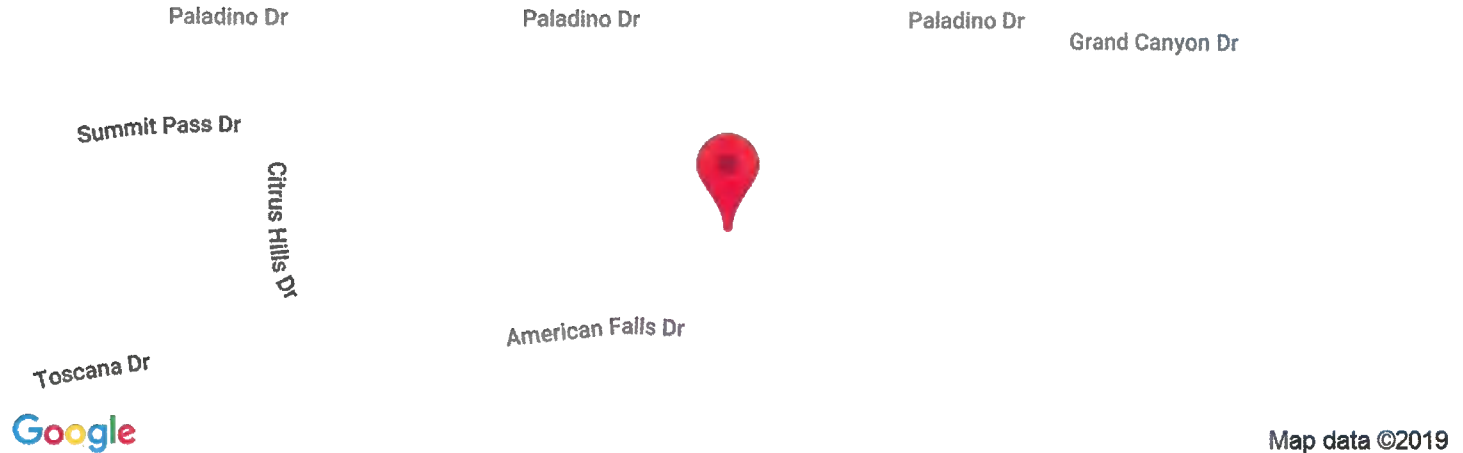 Paladino Dr
Paladino Dr
Paladino Dr
Grand Canyon Dr
Summit Pass Dr
Citrus Hills Dr
American Falls Dr
Toscana Dr
Google
Map data ©2019